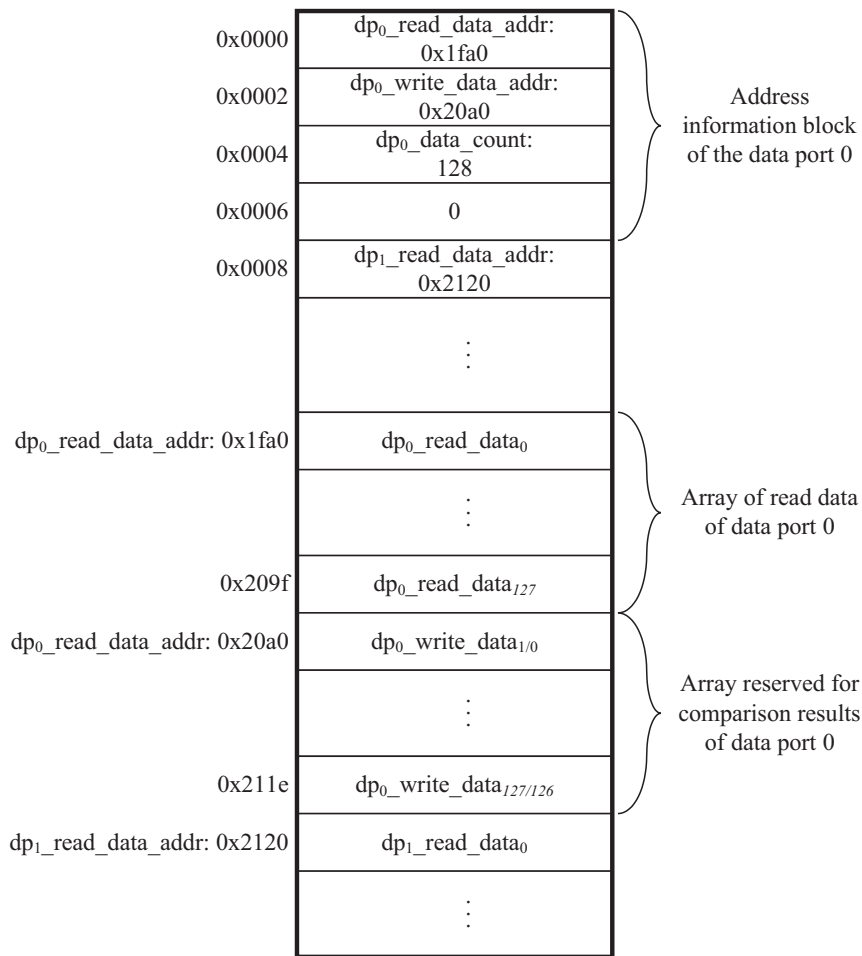 0x0000
dp₀_read_data_addr:
0x1fa0
0x0002
dp₀_write_data_addr:
0x20a0
0x0004
dp₀_data_count:
128
0x0006
0
Address
information block
of the data port 0
0x0008
dp₁_read_data_addr:
0x2120
⋮
dp₀_read_data_addr: 0x1fa0
dp₀_read_data₀
⋮
Array of read data
of data port 0
0x209f
dp₀_read_data₁₂₇
dp₀_read_data_addr: 0x20a0
dp₀_write_data₁/₀
⋮
Array reserved for
comparison results
of data port 0
0x211e
dp₀_write_data₁₂₇/₁₂₆
dp₁_read_data_addr: 0x2120
dp₁_read_data₀
⋮